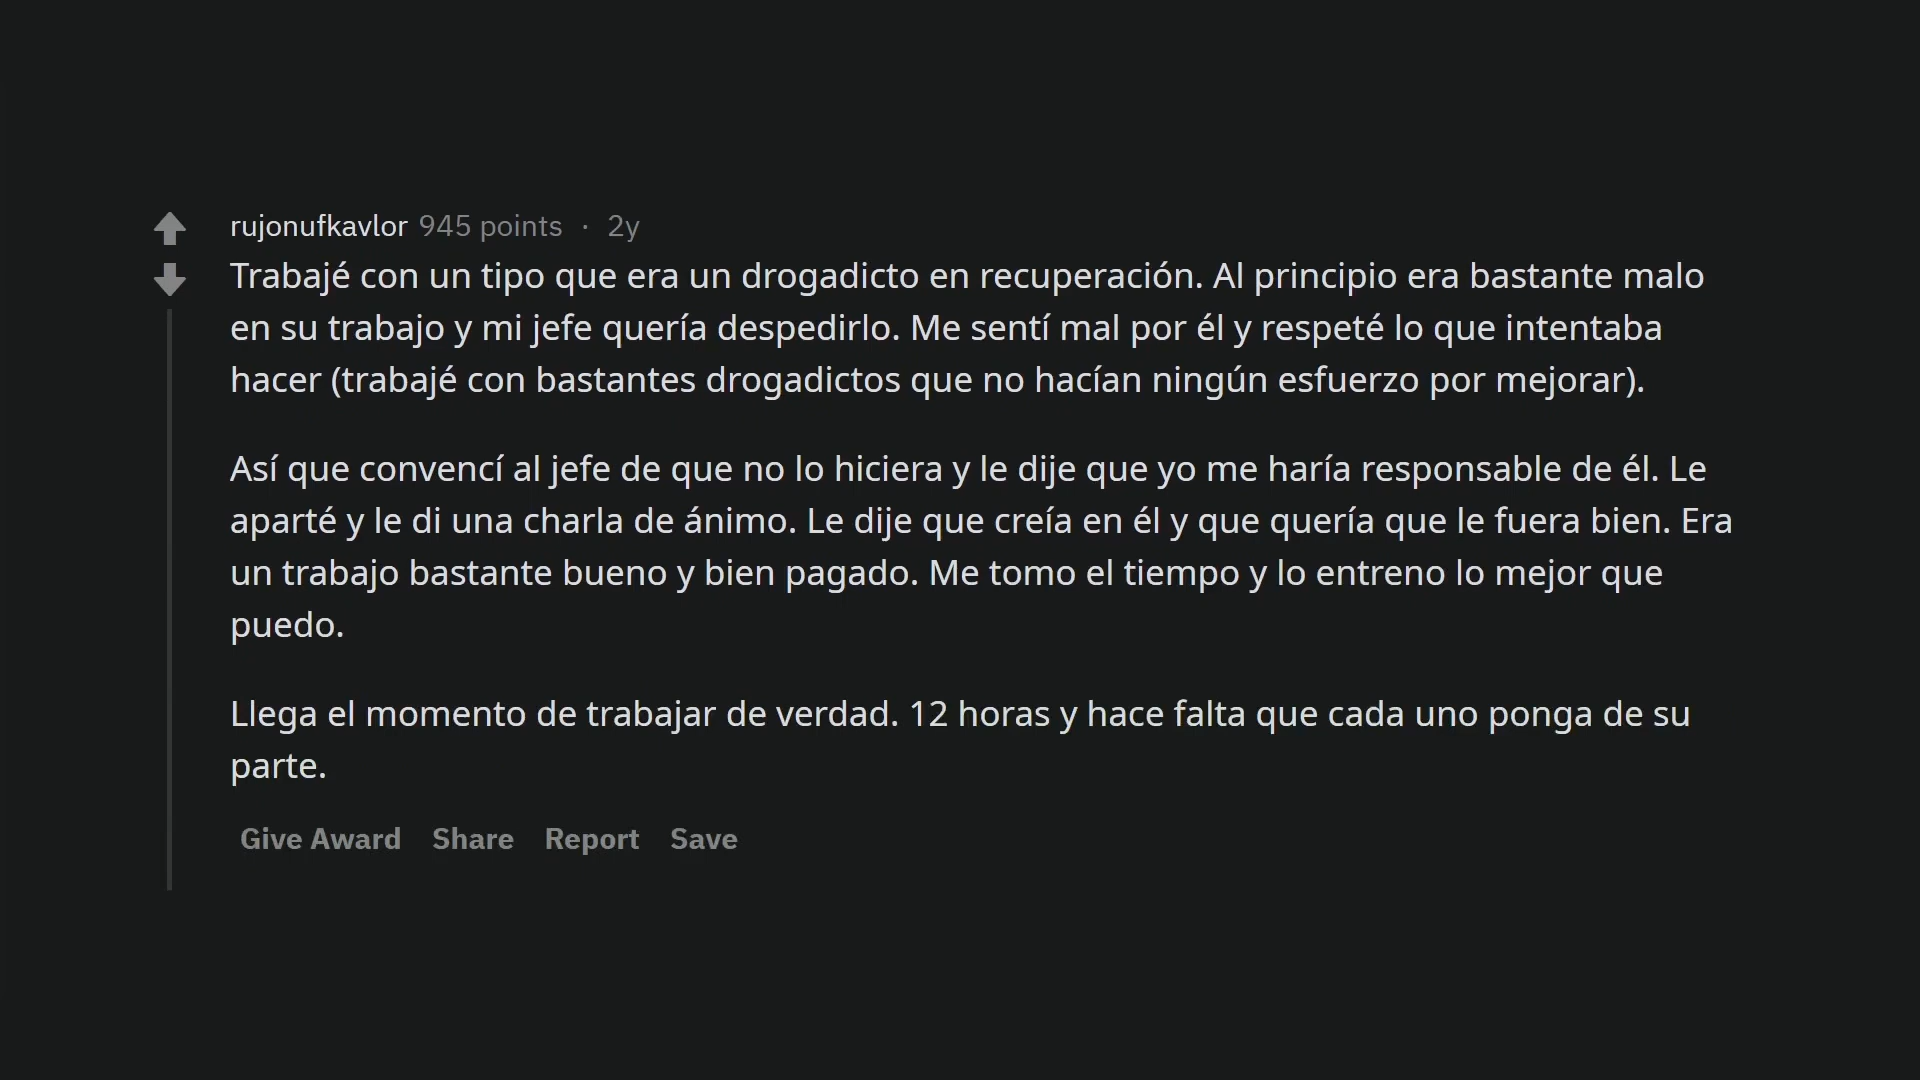 rujonufkavlor 945 points · 2y
Trabajé con un tipo que era un drogadicto en recuperación. Al principio era bastante malo
en su trabajo y mi jefe quería despedirlo. Me sentí mal por él y respeté lo que intentaba
hacer (trabajé con bastantes drogadictos que no hacían ningún esfuerzo por mejorar).
Así que convencí al jefe de que no lo hiciera y le dije que yo me haría responsable de él. Le
aparté y le di una charla de ánimo. Le dije que creía en él y que quería que le fuera bien. Era
un trabajo bastante bueno y bien pagado. Me tomo el tiempo y lo entreno lo mejor que
puedo.
Llega el momento de trabajar de verdad. 12 horas y hace falta que cada uno ponga de su
parte.
Give Award Share Report Save